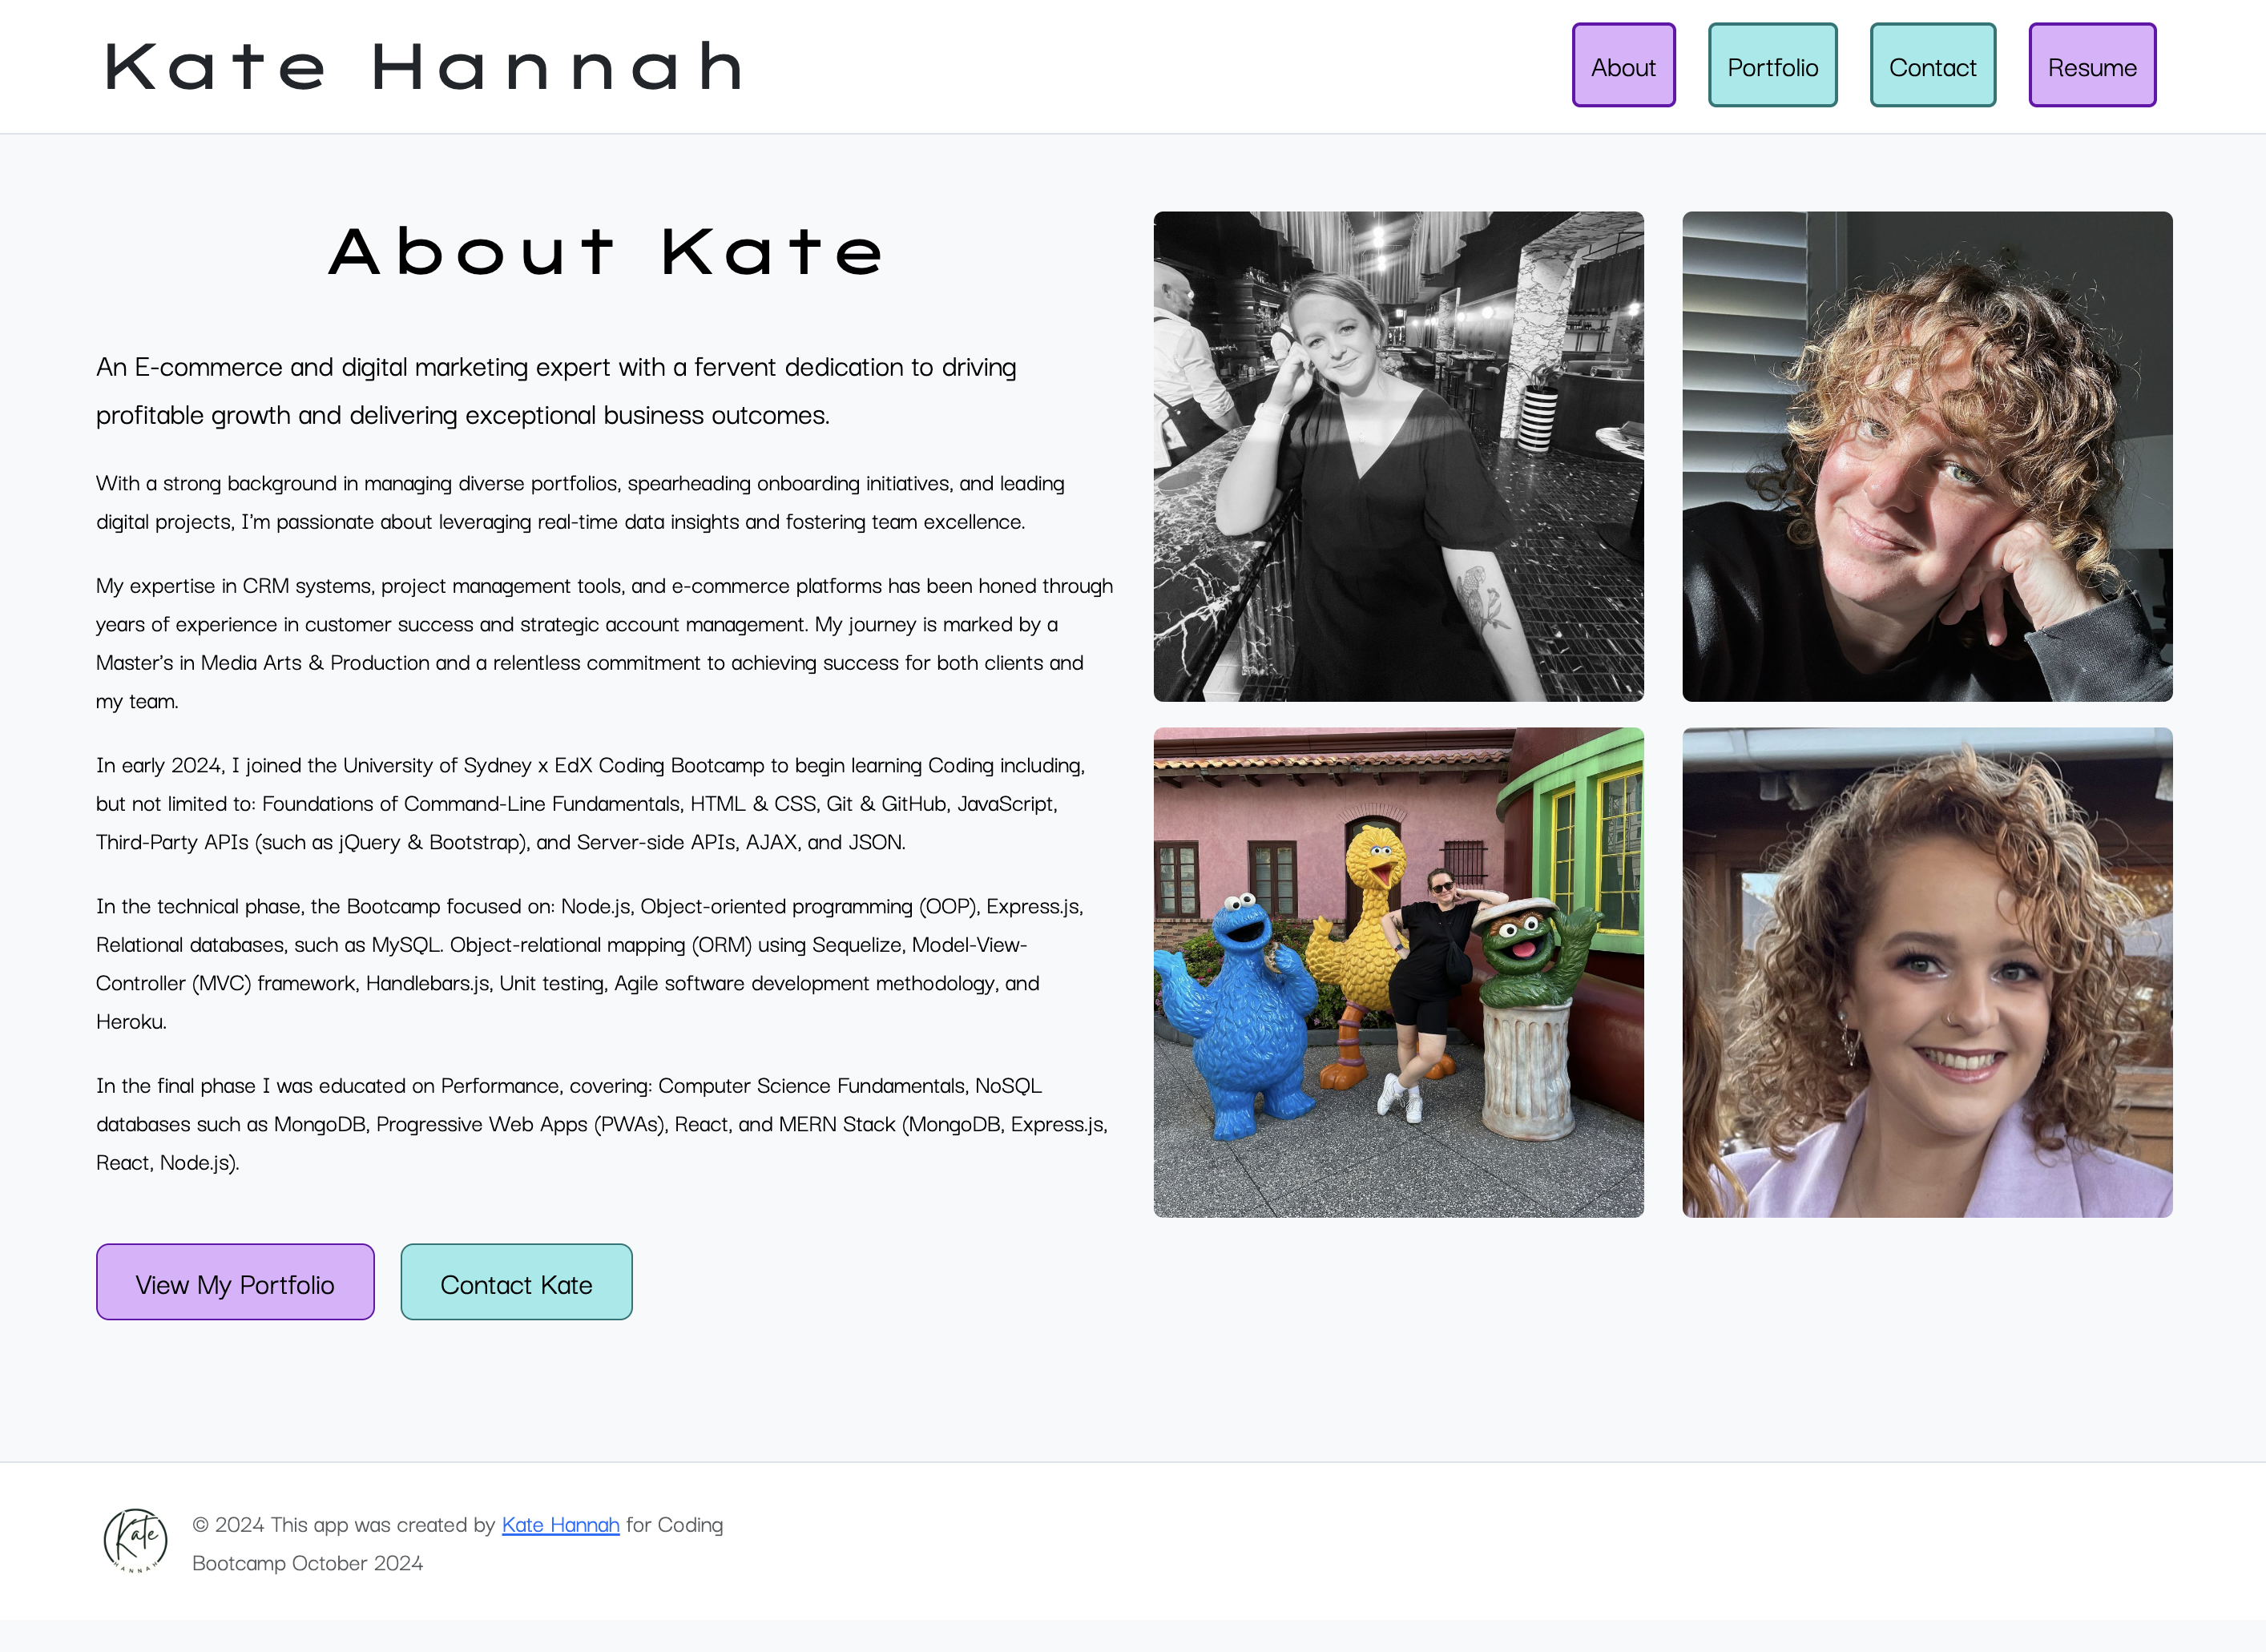 Kate Hannah
About
Portfolio
Contact
Resume
About Kate
An E-commerce and digital marketing expert with a fervent dedication to driving
profitable growth and delivering exceptional business outcomes.
With a strong background in managing diverse portfolios, spearheading onboarding initiatives, and leading
digital projects, I'm passionate about leveraging real-time data insights and fostering team excellence.
My expertise in CRM systems, project management tools, and e-commerce platforms has been honed through
years of experience in customer success and strategic account management. My journey is marked by a
Master's in Media Arts & Production and a relentless commitment to achieving success for both clients and
my team.
In early 2024, I joined the University of Sydney x EdX Coding Bootcamp to begin learning Coding including,
but not limited to: Foundations of Command-Line Fundamentals, HTML & CSS, Git & GitHub, JavaScript,
Third-Party APIs (such as jQuery & Bootstrap), and Server-side APIs, AJAX, and JSON.
In the technical phase, the Bootcamp focused on: Node.js, Object-oriented programming (OOP), Express.js,
Relational databases, such as MySQL. Object-relational mapping (ORM) using Sequelize, Model-View-
Controller (MVC) framework, Handlebars.js, Unit testing, Agile software development methodology, and
Heroku.
In the final phase I was educated on Performance, covering: Computer Science Fundamentals, NoSQL
databases such as MongoDB, Progressive Web Apps (PWAs), React, and MERN Stack (MongoDB, Express.js,
React, Node.js).
View My Portfolio
Contact Kate
Kate
HANNAH
© 2024 This app was created by Kate Hannah for Coding
Bootcamp October 2024